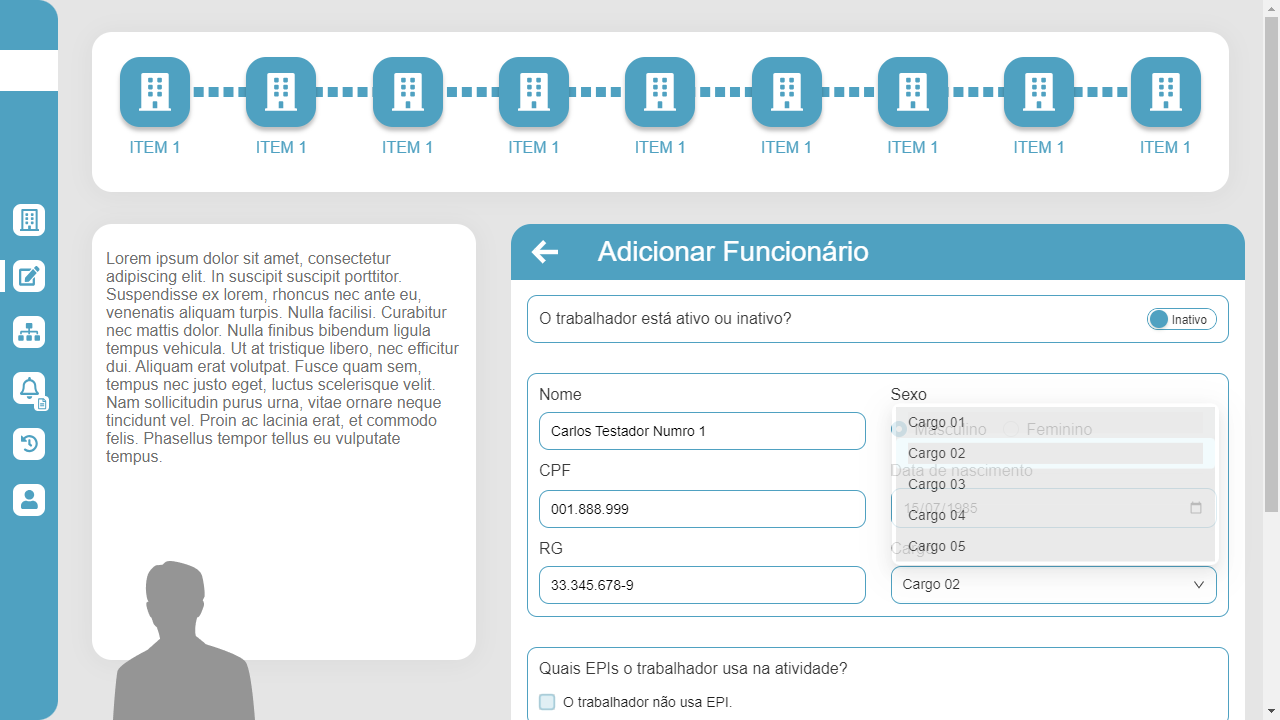 ITEM 1
ITEM 1
ITEM 1
ITEM 1
ITEM 1
ITEM 1
ITEM 1
ITEM 1
ITEM 1
Lorem ipsum dolor sit amet, consectetur
adipiscing elit. In suscipit suscipit porttitor.
Suspendisse ex lorem, rhoncus nec ante eu,
venenatis aliquam turpis. Nulla facilisi. Curabitur
nec mattis dolor. Nulla finibus bibendum ligula
tempus vehicula. Ut at tristique libero, nec efficitur
dui. Aliquam erat volutpat. Fusce quam sem,
tempus nec justo eget, luctus scelerisque velit.
Nam sollicitudin purus urna, vitae ornare neque
tincidunt vel. Proin ac lacinia erat, et commodo
felis. Phasellus tempor tellus eu vulputate
tempus.
Adicionar Funcionário
O trabalhador está ativo ou inativo?
Inativo
Nome
Carlos Testador Numro 1
CPF
001.888.999
RG
33.345.678-9
Sexo
Masculino
Feminino
Data de nascimento
15/07/1985
Cargo
Cargo 01
Cargo 02
Cargo 03
Cargo 04
Cargo 05
Cargo 02
Quais EPIs o trabalhador usa na atividade?
O trabalhador não usa EPI.